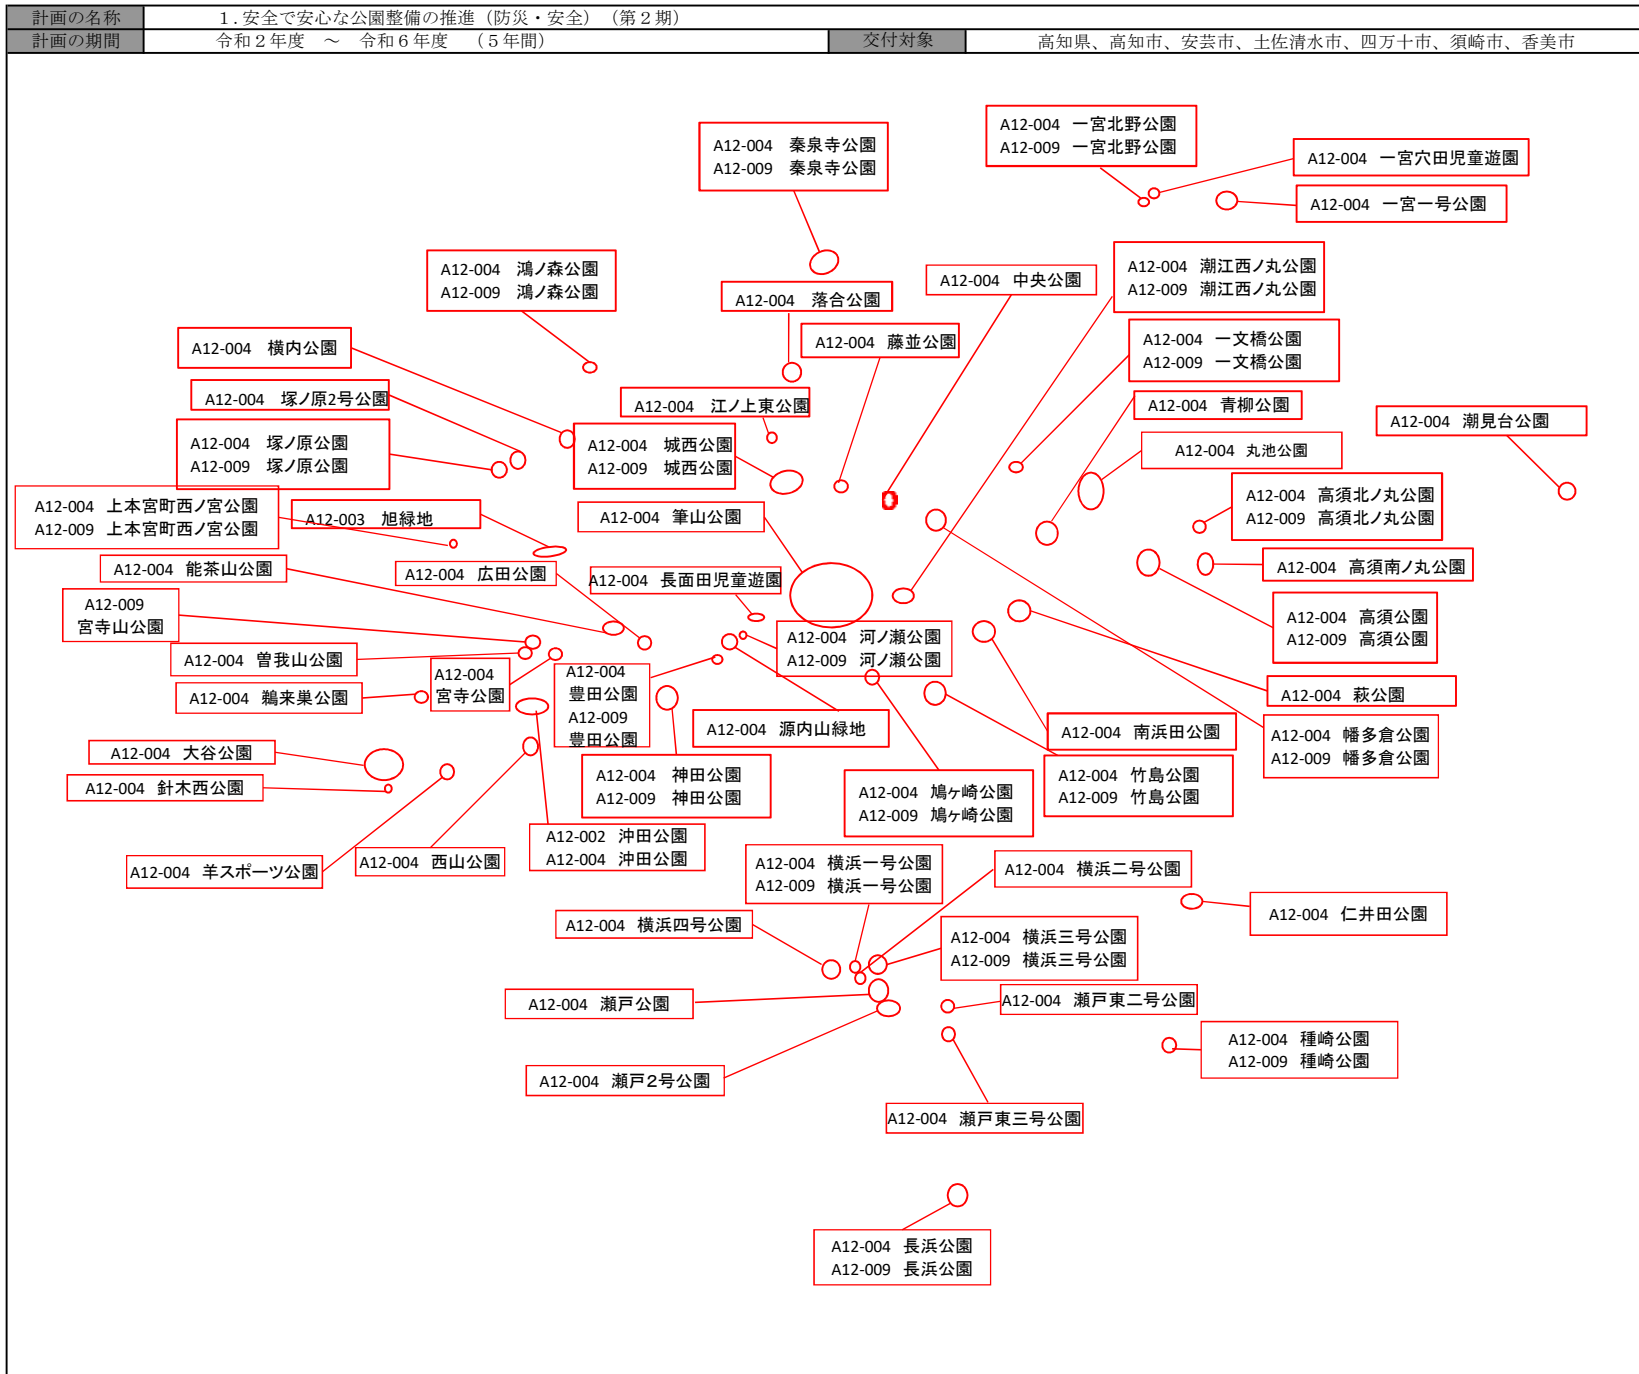 計画の名称 １．安全で安心な公園整備の推進（防災・安全）（第２期）
計画の期間 令和２年度 ～ 令和６年度 （５年間） 交付対象 高知県、高知市、安芸市、土佐清水市、四万十市、須崎市、香美市
A12-004 一宮北野公園
A12-009 一宮北野公園
A12-004 秦泉寺公園
A12-009 秦泉寺公園
A12-004 一宮穴田児童遊園
A12-004 一宮一号公園
A12-004 鴻ノ森公園
A12-009 鴻ノ森公園
A12-004 中央公園
A12-004 潮江西ノ丸公園
A12-009 潮江西ノ丸公園
A12-004 落合公園
A12-004 藤並公園
A12-004 一文橋公園
A12-009 一文橋公園
A12-004 横内公園
A12-004 塚ノ原2号公園
A12-004 江ノ上東公園
A12-004 青柳公園
A12-004 潮見台公園
A12-004 塚ノ原公園
A12-009 塚ノ原公園
A12-004 城西公園
A12-009 城西公園
A12-004 丸池公園
A12-004 上本宮町西ノ宮公園
A12-009 上本宮町西ノ宮公園
A12-003 旭緑地
A12-004 筆山公園
A12-004 高須北ノ丸公園
A12-009 高須北ノ丸公園
A12-004 能茶山公園
A12-004 広田公園
A12-004 長面田児童遊園
A12-004 高須南ノ丸公園
A12-009
宮寺山公園
A12-004 高須公園
A12-009 高須公園
A12-004 曽我山公園
A12-004 河ノ瀬公園
A12-009 河ノ瀬公園
A12-004 鵜来巣公園
A12-004
宮寺公園
A12-004
豊田公園
A12-009
豊田公園
A12-004 萩公園
A12-004 源内山緑地
A12-004 南浜田公園
A12-004 幡多倉公園
A12-009 幡多倉公園
A12-004 大谷公園
A12-004 針木西公園
A12-004 神田公園
A12-009 神田公園
A12-004 鳩ヶ崎公園
A12-009 鳩ヶ崎公園
A12-004 竹島公園
A12-009 竹島公園
A12-002 沖田公園
A12-004 沖田公園
A12-004 羊スポーツ公園
A12-004 西山公園
A12-004 横浜一号公園
A12-009 横浜一号公園
A12-004 横浜二号公園
A12-004 仁井田公園
A12-004 横浜四号公園
A12-004 横浜三号公園
A12-009 横浜三号公園
A12-004 瀬戸公園
A12-004 瀬戸東二号公園
A12-004 種崎公園
A12-009 種崎公園
A12-004 瀬戸２号公園
A12-004 瀬戸東三号公園
A12-004 長浜公園
A12-009 長浜公園